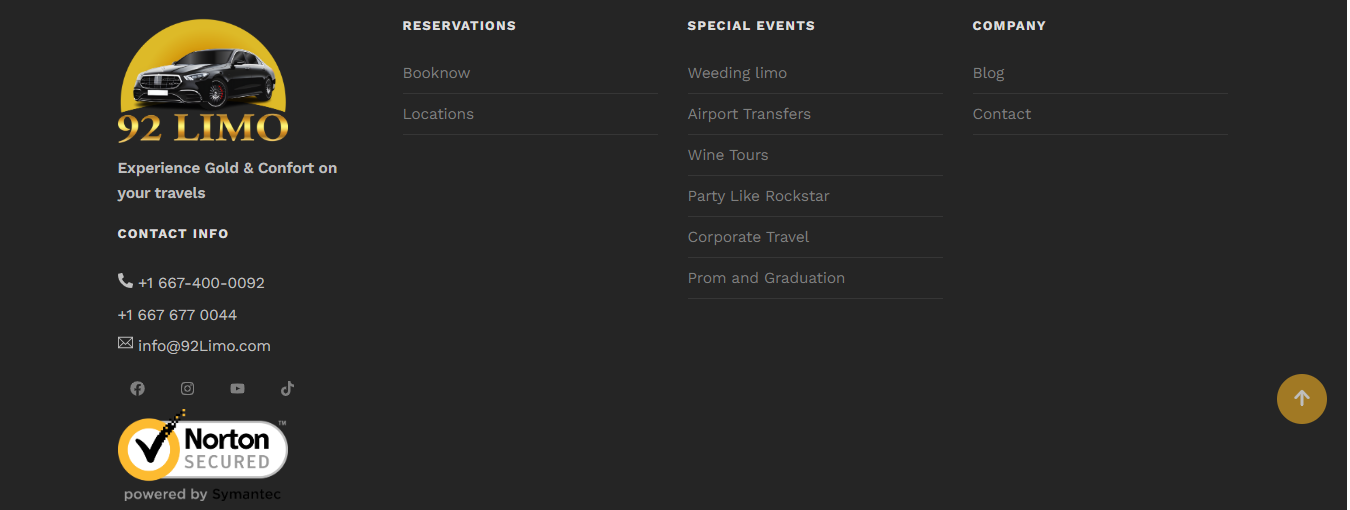 92 LIMO
Experience Gold & Confort on
your travels
CONTACT INFO
+1 667-400-0092
+1 667 677 0044
info@92Limo.com
Norton
TM
SECURED
powered by Symantec
RESERVATIONS
Booknow
Locations
SPECIAL EVENTS
Weeding limo
Airport Transfers
Wine Tours
Party Like Rockstar
Corporate Travel
Prom and Graduation
COMPANY
Blog
Contact